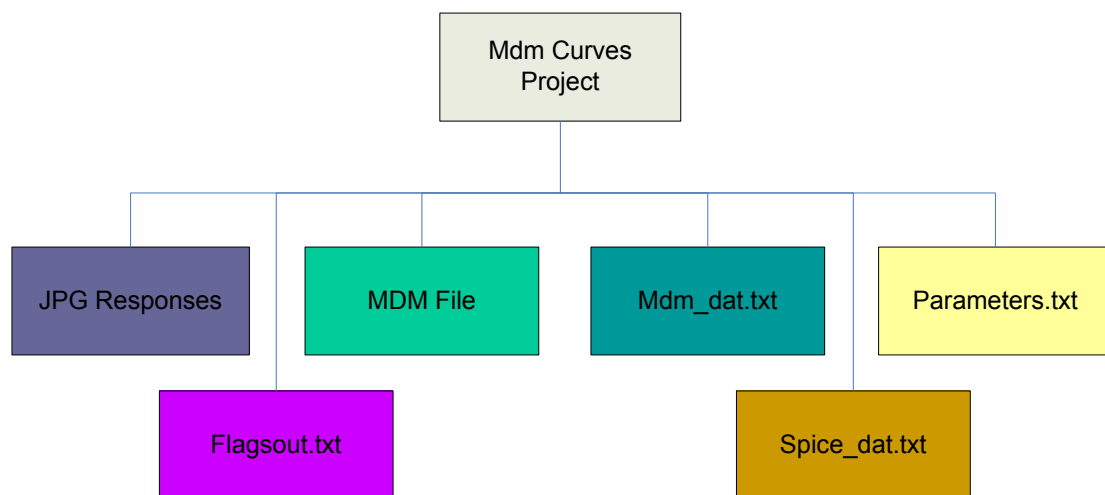 Mdm Curves
Project
JPG Responses
MDM File
Mdm_dat.txt
Parameters.txt
Flagsout.txt
Spice_dat.txt